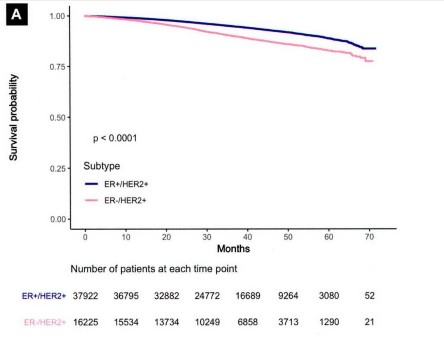 A
1.00
0.75
0.50
0.25
0.00
Survival probability
p < 0.0001
Subtype
ER+/HER2+
ER-/HER2+
0 10 20 30 40 50 60 70
Months
Number of patients at each time point
ER+/HER2+ 37922 36795 32882 24772 16689 9264 3080 52
ER-/HER2+ 16225 15534 13734 10249 6858 3713 1290 21